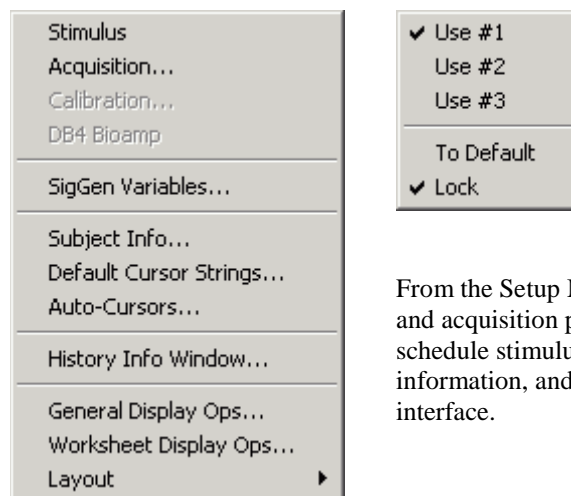 Stimulus
Acquisition...
Calibration...
DB4 Bioamp
SigGen Variables...
Subject Info...
Default Cursor Strings...
Auto-Cursors...
History Info Window...
General Display Ops...
Worksheet Display Ops...
Layout
Use #1
Use #2
Use #3
To Default
Lock
From the Setup
and acquisition
schedule
information, and
interface.